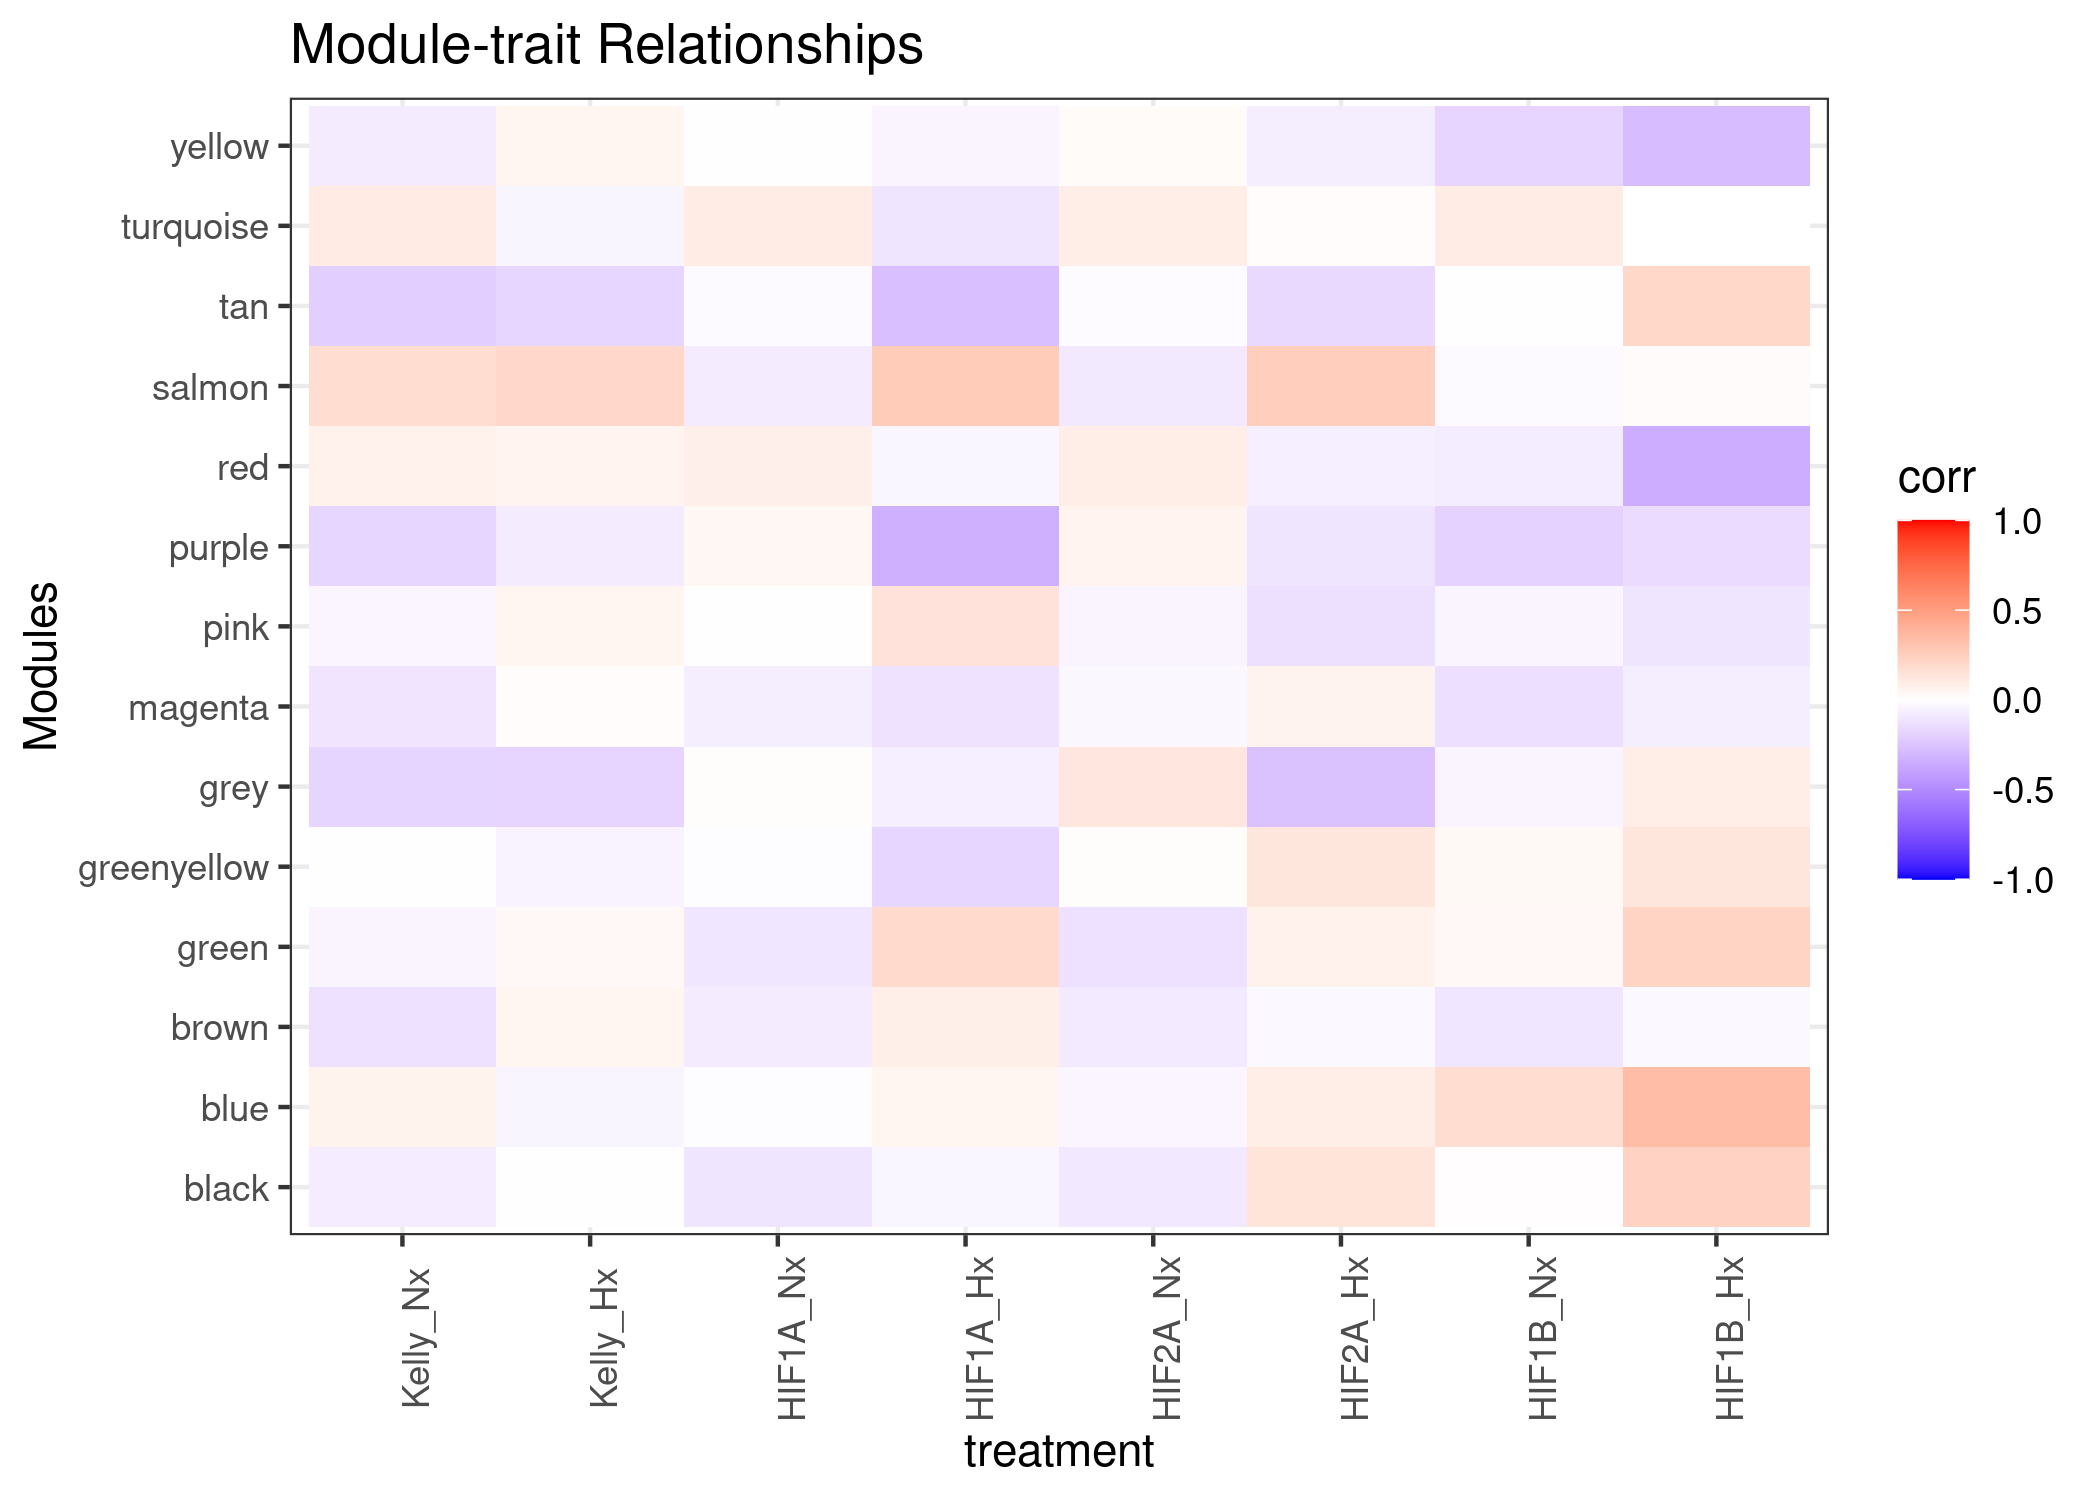 Module-trait Relationships
Modules
yellow
turquoise
tan
salmon
red
purple
pink
magenta
grey
greenyellow
green
brown
blue
black
Kelly_Nx
Kelly_Hx
HIF1A_Nx
HIF1A_Hx
HIF2A_Nx
HIF2A_Hx
HIF1B_Nx
HIF1B_Hx
treatment
corr
1.0
0.5
0.0
-0.5
-1.0